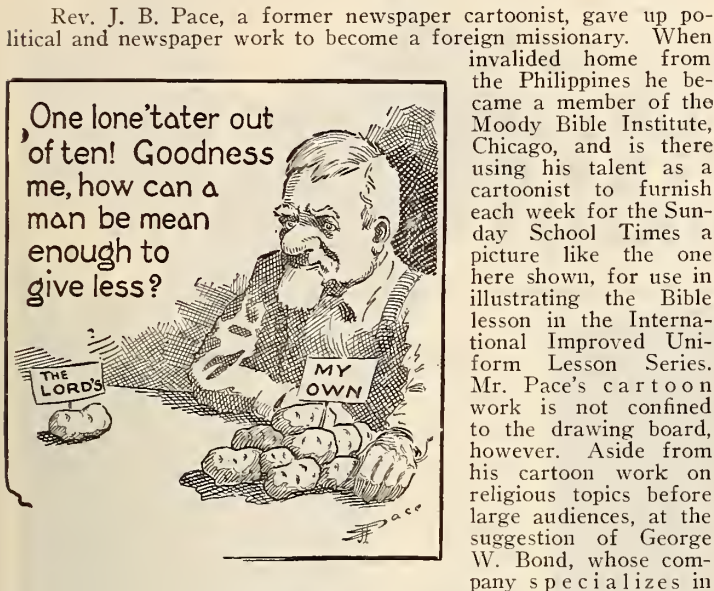 Rev. J. B. Pace, a former newspaper cartoonist, gave up po-
litical and newspaper work to become a foreign missionary. When
invalided home from
the Philippines he be-
came a member of the
Moody Bible Institute,
Chicago, and is there
using his talent as a
cartoonist to furnish
each week for the Sun-
day School Times a
picture like the one
here shown, for use in
illustrating the Bible
lesson in the Interna-
tional Improved Uni-
form Lesson Series.
Mr. Pace's cartoon
work is not confined
to the drawing board,
however. Aside from
his cartoon work on
religious topics before
large audiences, at the
suggestion of George
W. Bond, whose com-
pany specializes in
One lone 'tater out
of ten! Goodness
me, how can a
man be mean
enough to
give less?
THE
LORD'S
MY
OWN
Pace